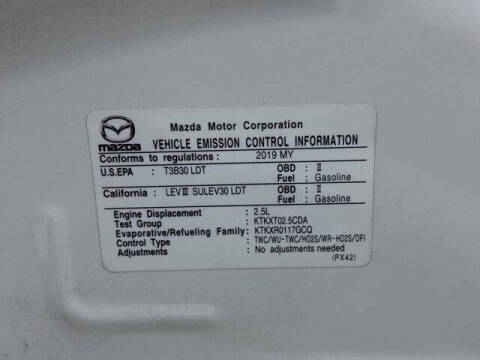 mazda
Mazda Motor Corporation
VEHICLE EMISSION CONTROL INFORMATION
Conforms to regulations : 2019 MY
U.S.EPA : T3B30 LDT OBD : II
Fuel : Gasoline
California : LEVIII SULEV30 LDT OBD : II
Fuel : Gasoline
Engine Displacement : 2.5L
Test Group : KTKXT02.5CDA
Evaporative/Refueling Family: KTKXR0117GCQ
Control Type : TWC/WU-TWC/HO2S/WR-HO2S/DFI
Adjustments : No adjustments needed
(PX42)